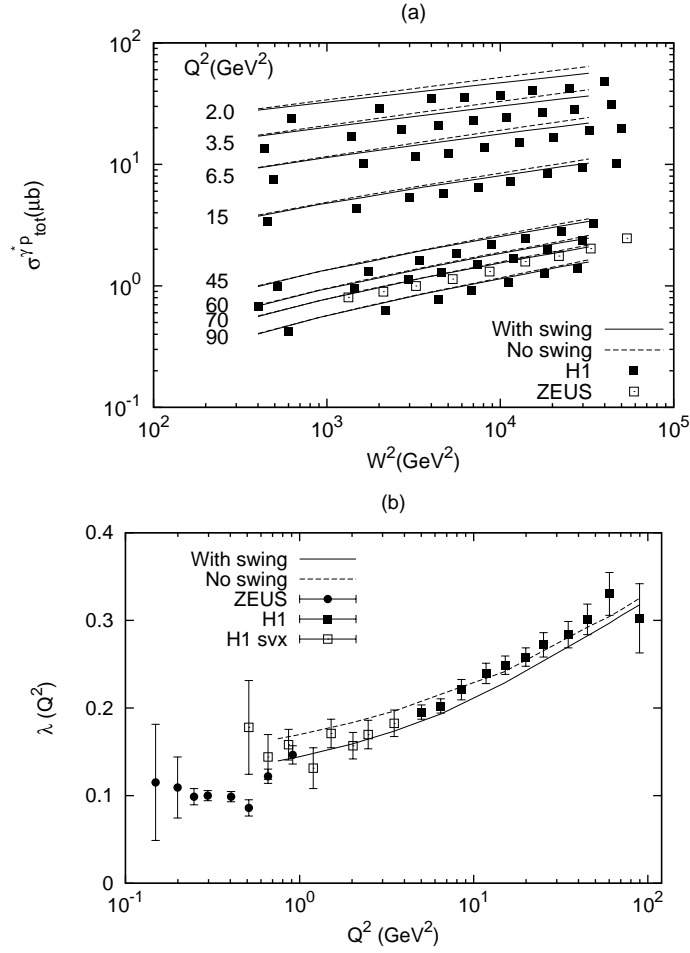 (a)
10^2
Q^2(GeV^2)
2.0
3.5
10^1
6.5
15
σ^γ* p_tot(μb)
45
10^0
60
70
90
With swing
No swing
H1
ZEUS
10^-1
10^2 10^3 10^4 10^5
W^2(GeV^2)
(b)
0.4
With swing
No swing
ZEUS
0.3
H1
H1 svx
λ (Q^2)
0.2
0.1
0
10^-1 10^0 10^1 10^2
Q^2 (GeV^2)